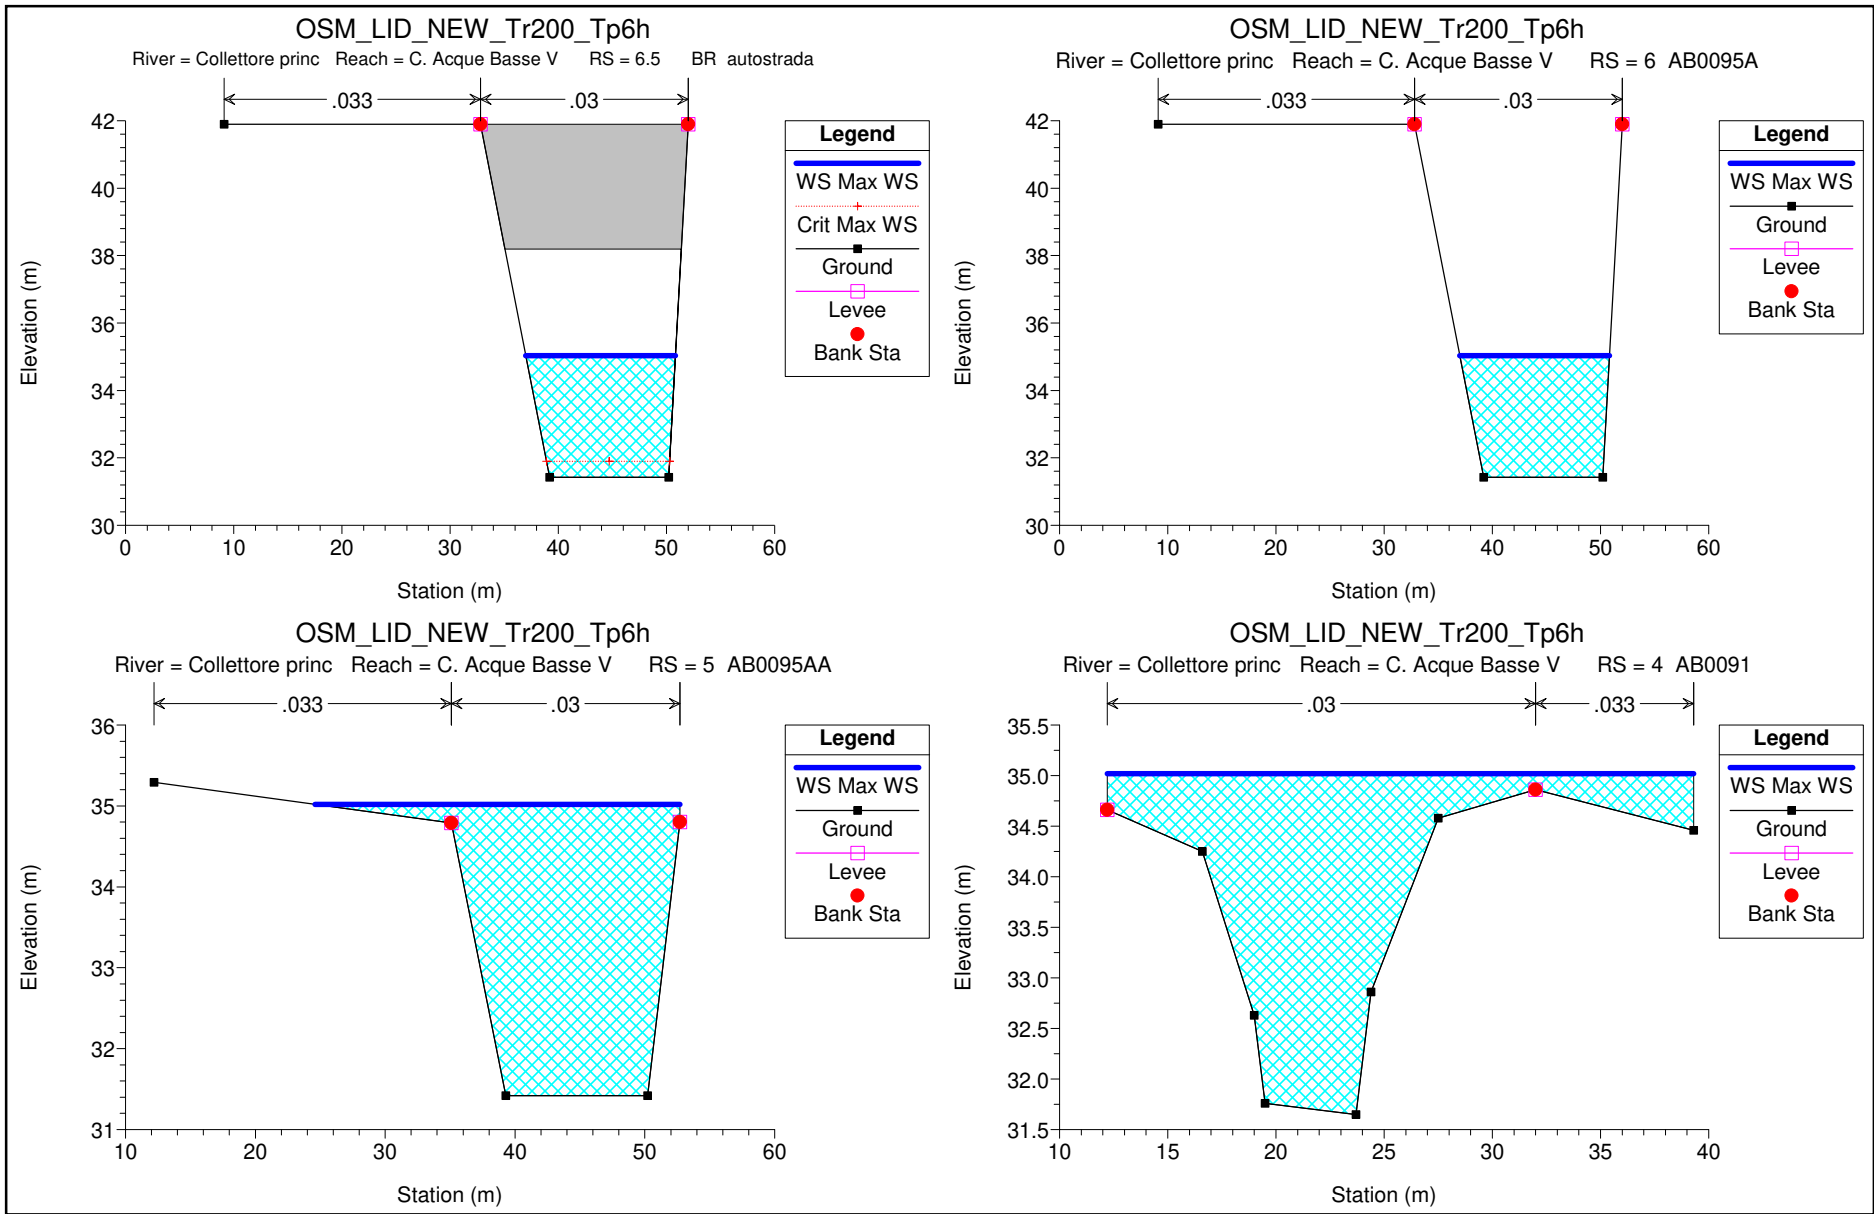 OSM_LID_NEW_Tr200_Tp6h
River = Collettore princ Reach = C. Acque Basse V RS = 6.5 BR autostrada
.033
.03
42
40
38
36
34
32
30
0
10
20
30
40
50
60
Elevation (m)
Station (m)
Legend
WS Max WS
Crit Max WS
Ground
Levee
Bank Sta
OSM_LID_NEW_Tr200_Tp6h
River = Collettore princ Reach = C. Acque Basse V RS = 6 AB0095A
.033
.03
42
40
38
36
34
32
30
0
10
20
30
40
50
60
Elevation (m)
Station (m)
Legend
WS Max WS
Ground
Levee
Bank Sta
OSM_LID_NEW_Tr200_Tp6h
River = Collettore princ Reach = C. Acque Basse V RS = 5 AB0095AA
.033
.03
36
35
34
33
32
31
10
20
30
40
50
60
Elevation (m)
Station (m)
Legend
WS Max WS
Ground
Levee
Bank Sta
OSM_LID_NEW_Tr200_Tp6h
River = Collettore princ Reach = C. Acque Basse V RS = 4 AB0091
.03
.033
35.5
35.0
34.5
34.0
33.5
33.0
32.5
32.0
31.5
10
15
20
25
30
35
40
Elevation (m)
Station (m)
Legend
WS Max WS
Ground
Levee
Bank Sta